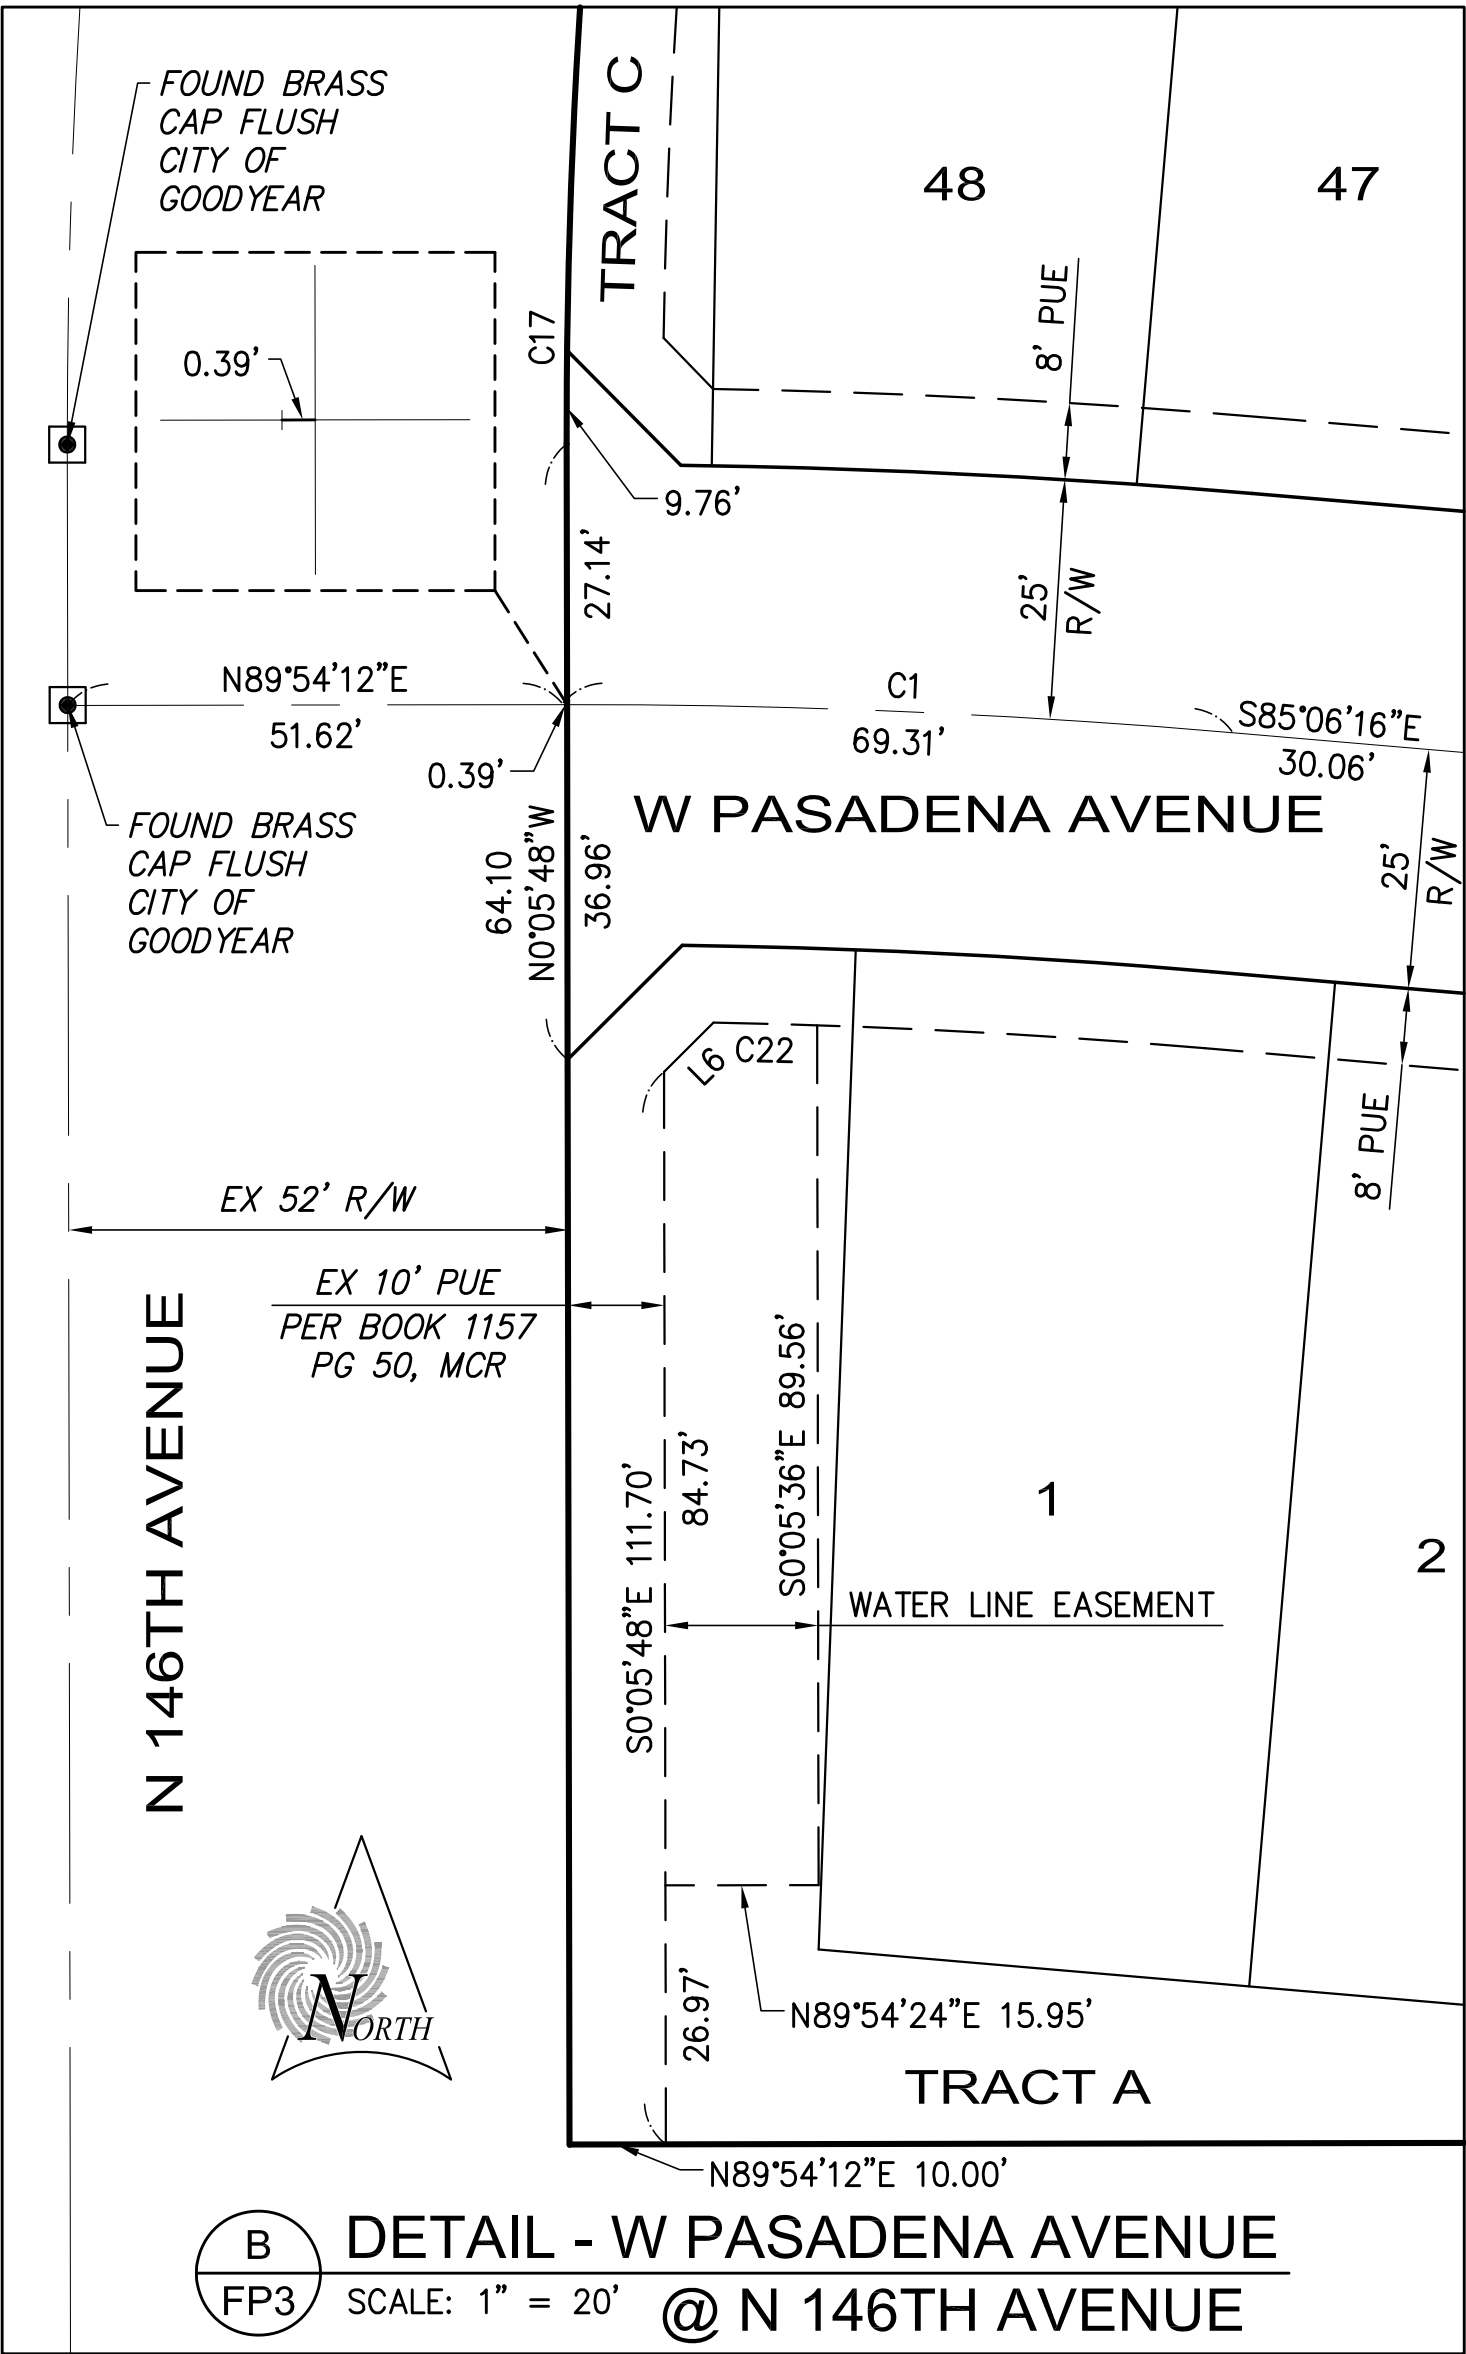 FOUND BRASS
CAP FLUSH
CITY OF
GOODYEAR
TRACT C
48
47
8' PUE
0.39'
C17
9.76'
27.14'
25'
R/W
N89°54'12"E
51.62'
C1
69.31'
S85°06'16"E
30.06'
0.39'
W PASADENA AVENUE
FOUND BRASS
CAP FLUSH
CITY OF
GOODYEAR
64.10
N0°05'48"W
36.96'
25'
R/W
L6
C22
8' PUE
EX 52' R/W
EX 10' PUE
PER BOOK 1157
PG 50, MCR
N 146TH AVENUE
S0°05'48"E 111.70'
84.73'
S0°05'36"E 89.56'
1
2
WATER LINE EASEMENT
26.97'
N89°54'24"E 15.95'
TRACT A
NORTH
N89°54'12"E 10.00'
B
FP3
DETAIL - W PASADENA AVENUE
SCALE: 1" = 20'
@ N 146TH AVENUE